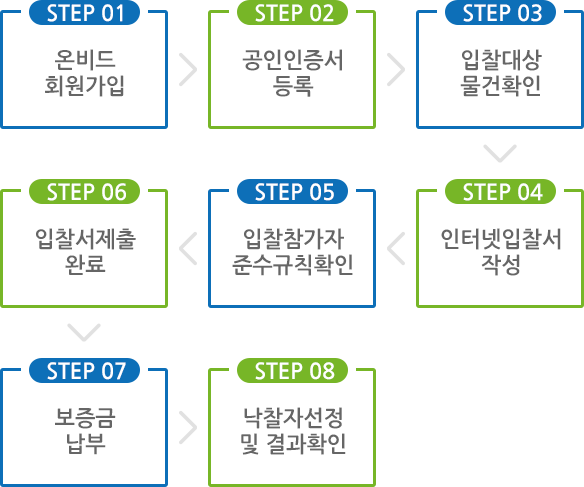 STEP 01
온비드
회원가입
STEP 02
공인인증서
등록
STEP 03
입찰대상
물건확인
STEP 04
인터넷입찰서
작성
STEP 05
입찰참가자
준수규칙확인
STEP 06
입찰서제출
완료
STEP 07
보증금
납부
STEP 08
낙찰자선정
및 결과확인